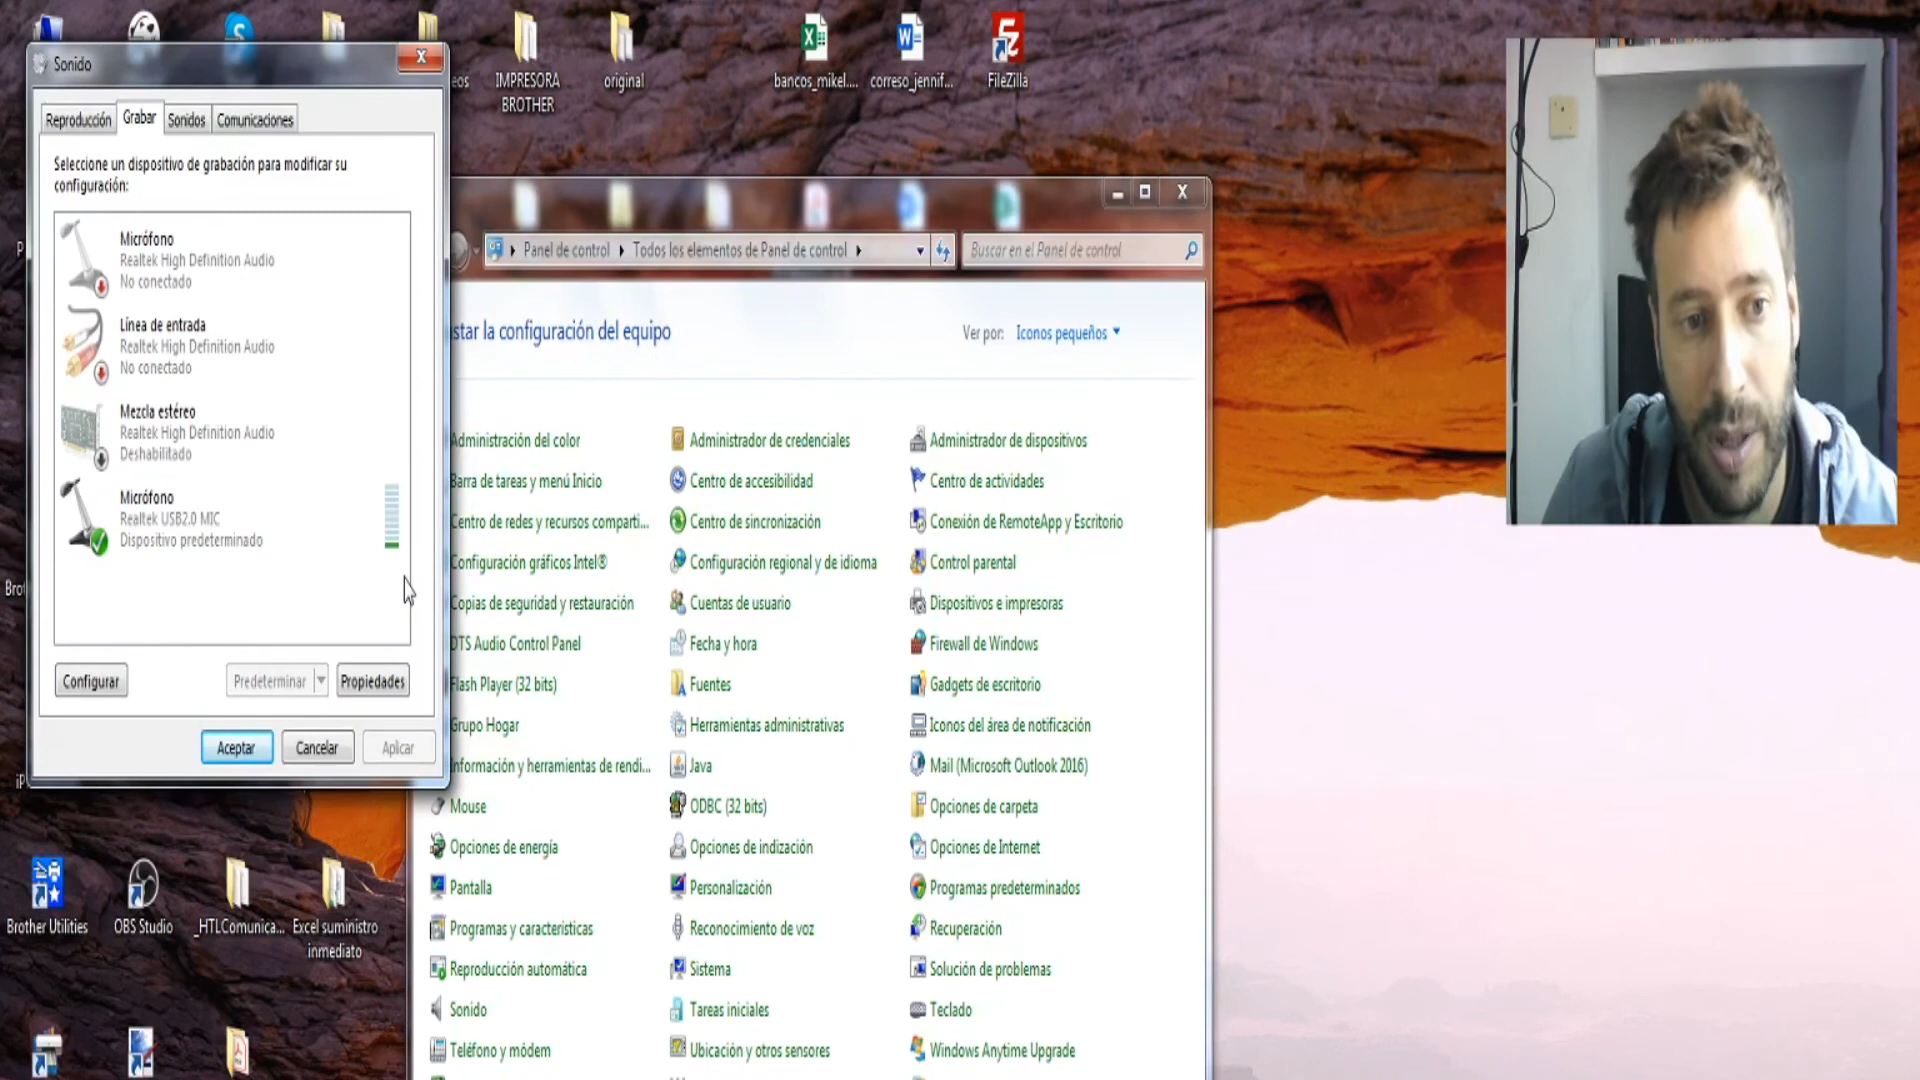 Sonido
Reproducción
Grabar
Sonidos
Comunicaciones
Seleccione un dispositivo de grabación para modificar su
configuración:
Micrófono
Realtek High Definition Audio
No conectado
Línea de entrada
Realtek High Definition Audio
No conectado
Mezcla estéreo
Realtek High Definition Audio
Deshabilitado
Micrófono
Realtek USB2.0 MIC
Dispositivo predeterminado
Configurar
Predeterminar
Propiedades
Aceptar
Cancelar
Aplicar
eos
IMPRESORA
BROTHER
original
bancos_mikel....
correso_jennif...
FileZilla
Panel de control
Todos los elementos de Panel de control
Buscar en el Panel de control
star la configuración del equipo
Ver por:
Iconos pequeños
Administración del color
Administrador de credenciales
Administrador de dispositivos
Barra de tareas y menú Inicio
Centro de accesibilidad
Centro de actividades
Centro de redes y recursos comparti...
Centro de sincronización
Conexión de RemoteApp y Escritorio
Configuración gráficos Intel®
Configuración regional y de idioma
Control parental
Copias de seguridad y restauración
Cuentas de usuario
Dispositivos e impresoras
DTS Audio Control Panel
Fecha y hora
Firewall de Windows
Flash Player (32 bits)
Fuentes
Gadgets de escritorio
Grupo Hogar
Herramientas administrativas
Iconos del área de notificación
Información y herramientas de rendi...
Java
Mail (Microsoft Outlook 2016)
Mouse
ODBC (32 bits)
Opciones de carpeta
Opciones de energía
Opciones de indización
Opciones de Internet
Pantalla
Personalización
Programas predeterminados
Programas y características
Reconocimiento de voz
Recuperación
Reproducción automática
Sistema
Solución de problemas
Sonido
Tareas iniciales
Teclado
Teléfono y módem
Ubicación y otros sensores
Windows Anytime Upgrade
Brother Utilities
OBS Studio
_HTLComunica...
Excel suministro
inmediato